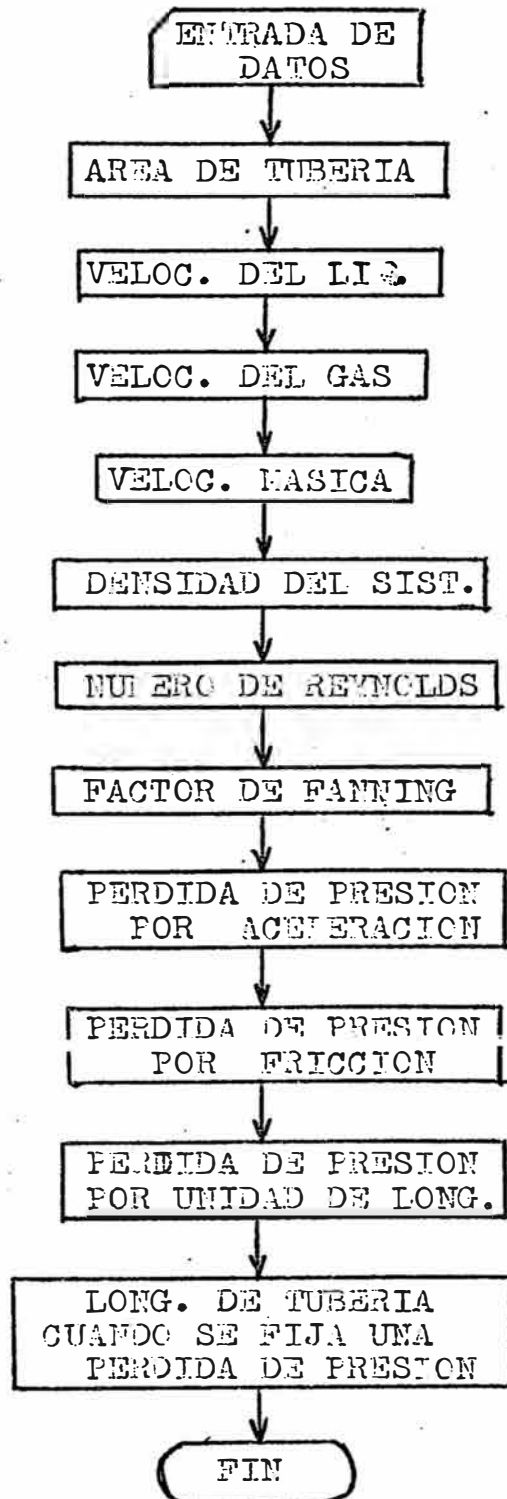 ENTRADA DE
DATOS
AREA DE TUBERIA
VELOC. DEL LIQ.
VELOC. DEL GAS
VELOC. MASICA
DENSIDAD DEL SIST.
NUMERO DE REYNOLDS
FACTOR DE FANNING
PERDIDA DE PRESION
POR ACELERACION
PERDIDA DE PRESION
POR FRICCION
PERDIDA DE PRESION
POR UNIDAD DE LONG.
LONG. DE TUBERIA
CUANDO SE FIJA UNA
PERDIDA DE PRESION
FIN